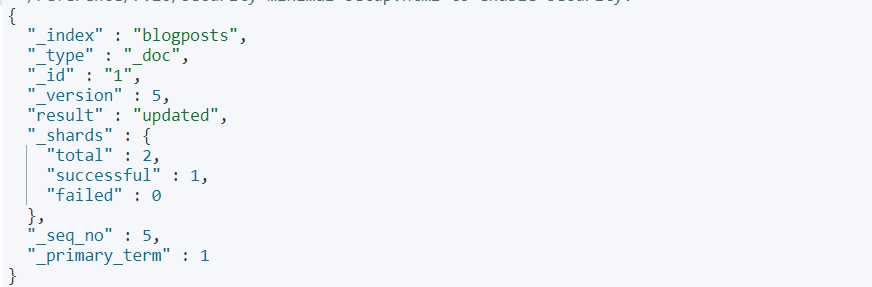 {
  "_index" : "blogposts",
  "_type" : "_doc",
  "_id" : "1",
  "_version" : 5,
  "result" : "updated",
  "_shards" : {
    "total" : 2,
    "successful" : 1,
    "failed" : 0
  },
  "_seq_no" : 5,
  "_primary_term" : 1
}